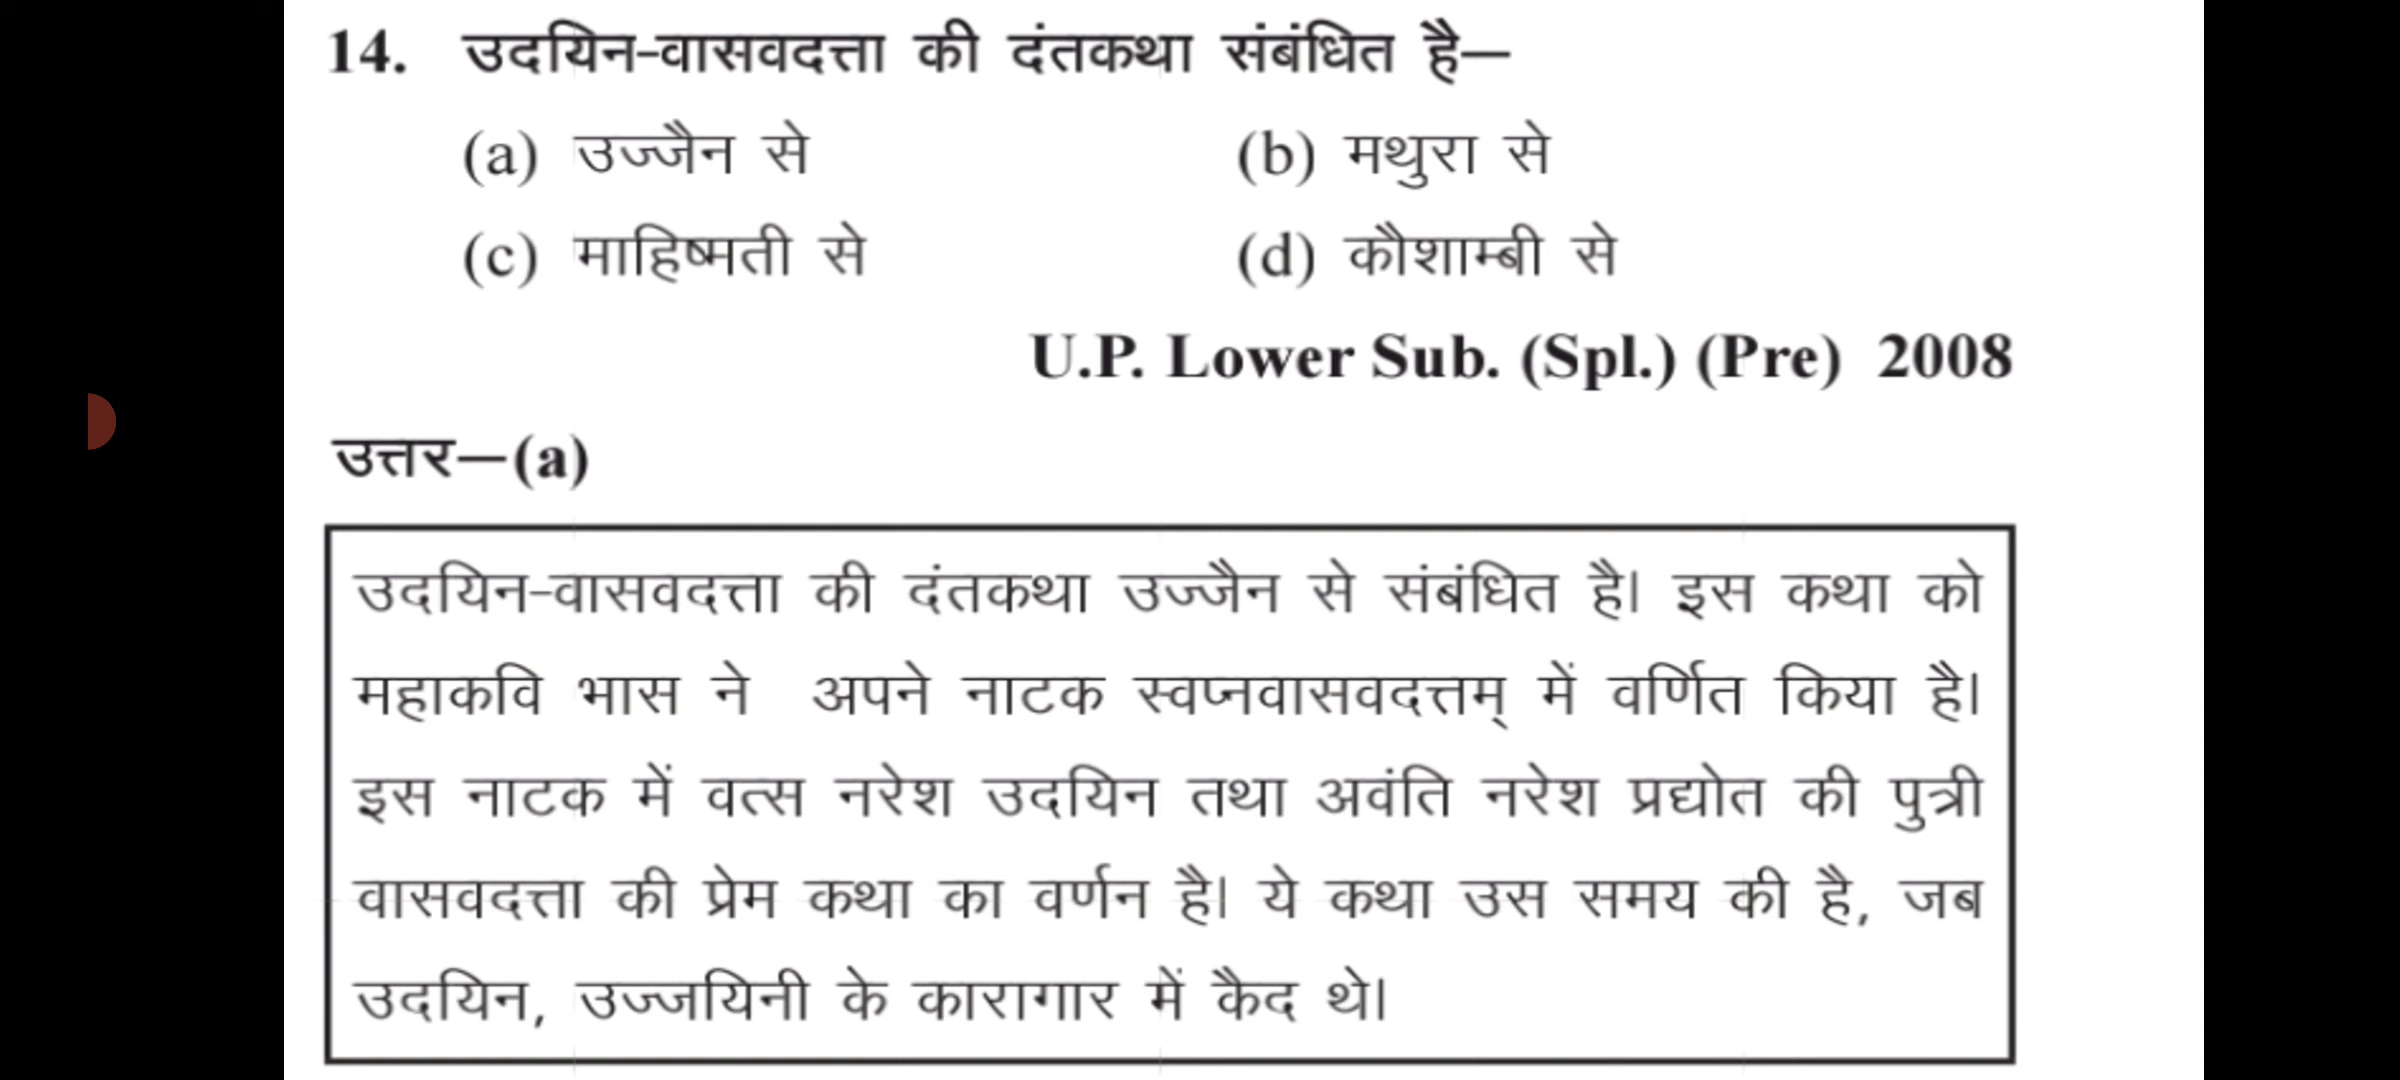 14. उदयिन-वासवदत्ता की दंतकथा संबंधित है—
(a) उज्जैन से (b) मथुरा से
(c) माहिष्मती से (d) कौशाम्बी से
U.P. Lower Sub. (Spl.) (Pre) 2008
उत्तर—(a)
उदयिन-वासवदत्ता की दंतकथा उज्जैन से संबंधित है। इस कथा को
महाकवि भास ने अपने नाटक स्वप्नवासवदत्तम् में वर्णित किया है।
इस नाटक में वत्स नरेश उदयिन तथा अवंति नरेश प्रद्योत की पुत्री
वासवदत्ता की प्रेम कथा का वर्णन है। ये कथा उस समय की है, जब
उदयिन, उज्जयिनी के कारागार में कैद थे।